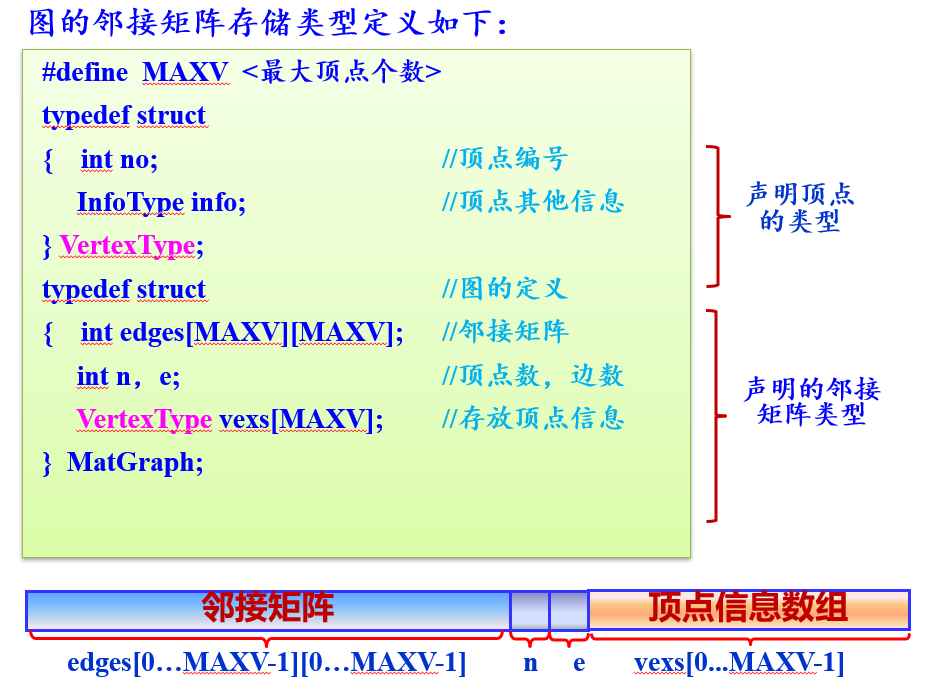 图的邻接矩阵存储类型定义如下：
#define MAXV <最大顶点个数>
typedef struct
{ int no; //顶点编号
InfoType info; //顶点其他信息
} VertexType;
声明顶点
的类型
typedef struct //图的定义
{ int edges[MAXV][MAXV]; //邻接矩阵
int n，e; //顶点数，边数
VertexType vexs[MAXV]; //存放顶点信息
} MatGraph;
声明的邻接
矩阵类型
邻接矩阵 顶点信息数组
edges[0…MAXV-1][0…MAXV-1] n e vexs[0...MAXV-1]